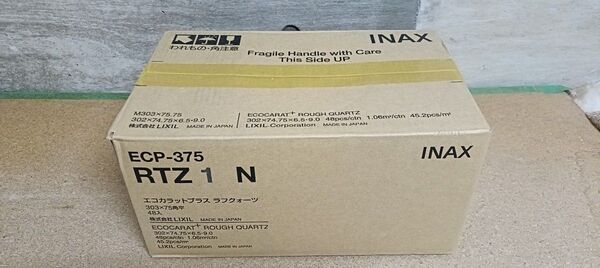 われもの・角注意
Fragile Handle with Care
This Side UP
INAX
M303×75.75
302×74.75×6.5-9.0
株式会社LIXIL MADE IN JAPAN
ECOCARAT+ ROUGH QUARTZ
302×74.75×6.5-9.0 48pcs/ctn 1.06m²/ctn 45.2pcs/m²
LIXIL Corporation MADE IN JAPAN
ECP-375
RTZ 1 N
INAX
エコカラットプラス ラフクォーツ
303×75角平
48入
株式会社LIXIL MADE IN JAPAN
ECOCARAT+ ROUGH QUARTZ
302×74.75×6.5-9.0
48pcs/ctn 1.06m²/ctn
45.2pcs/m²
LIXIL Corporation MADE IN JAPAN